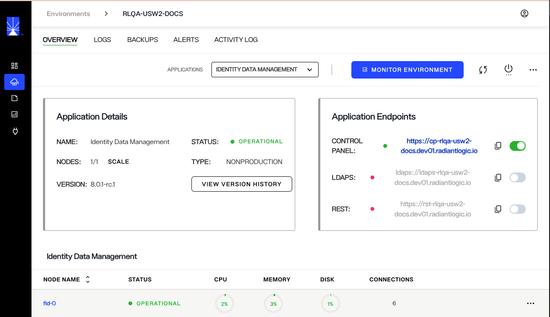 Environments > RLQA-USW2-DOCS
OVERVIEW LOGS BACKUPS ALERTS ACTIVITY LOG
APPLICATIONS IDENTITY DATA MANAGEMENT MONITOR ENVIRONMENT
Application Details
NAME: Identity Data Management STATUS: OPERATIONAL
NODES: 1/1 SCALE TYPE: NONPRODUCTION
VERSION: 8.0.1-rc.1 VIEW VERSION HISTORY
Application Endpoints
CONTROL PANEL: https://cp-rlqa-usw2-
docs.dev01.radiantlogic.io
LDAPS: ldaps://ldaps-rlqa-usw2-
docs.dev01.radiantlogic.io
REST: https://rst-rlqa-usw2-
docs.dev01.radiantlogic.io
Identity Data Management
NODE NAME STATUS CPU MEMORY DISK CONNECTIONS
fid-0 OPERATIONAL 2% 3% 1% 6